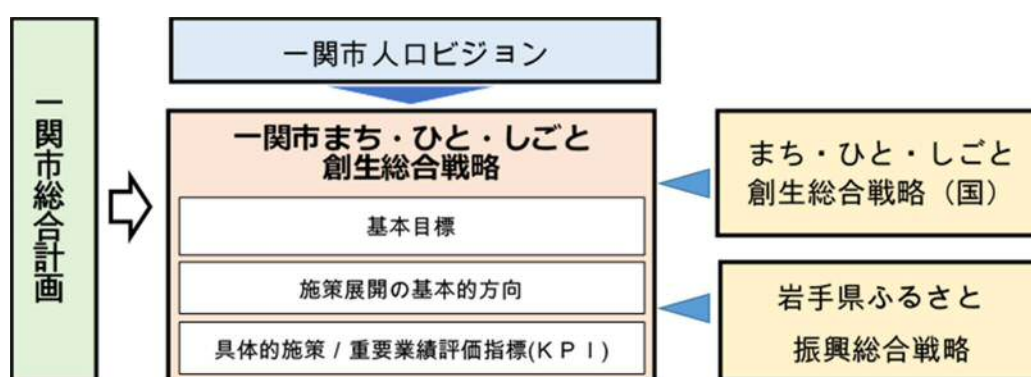 一関市総合計画
一関市人口ビジョン
一関市まち・ひと・しごと
創生総合戦略
基本目標
施策展開の基本的方向
具体的施策 / 重要業績評価指標(ＫＰＩ)
まち・ひと・しごと
創生総合戦略（国）
岩手県ふるさと
振興総合戦略